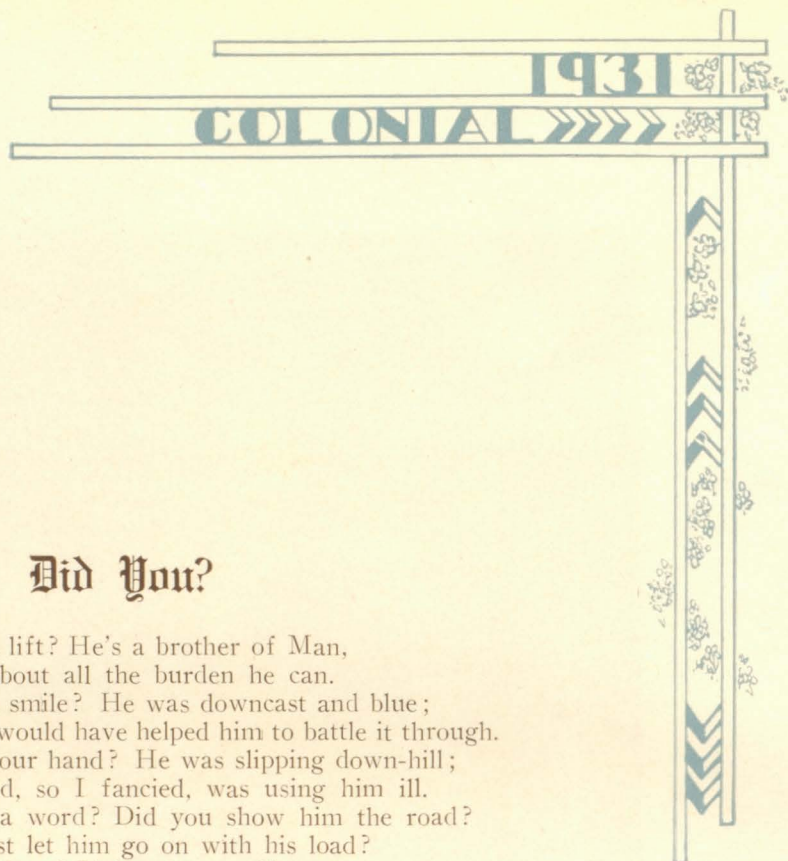 1931
COLONIAL
Did You?
lift? He's a brother of Man,
bout all the burden he can.
smile? He was downcast and blue;
would have helped him to battle it through.
our hand? He was slipping down-hill;
d, so I fancied, was using him ill.
a word? Did you show him the road?
st let him go on with his load?